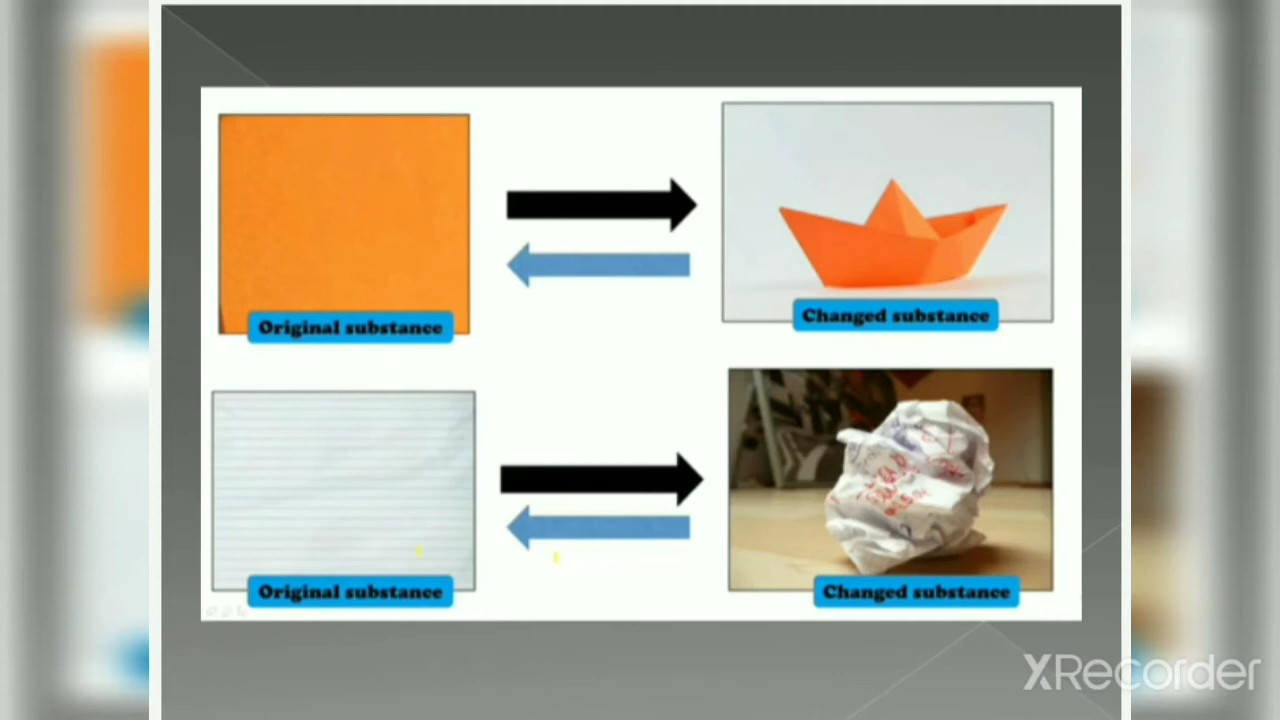 Original substance
Changed substance
Original substance
Changed substance
XRecorder